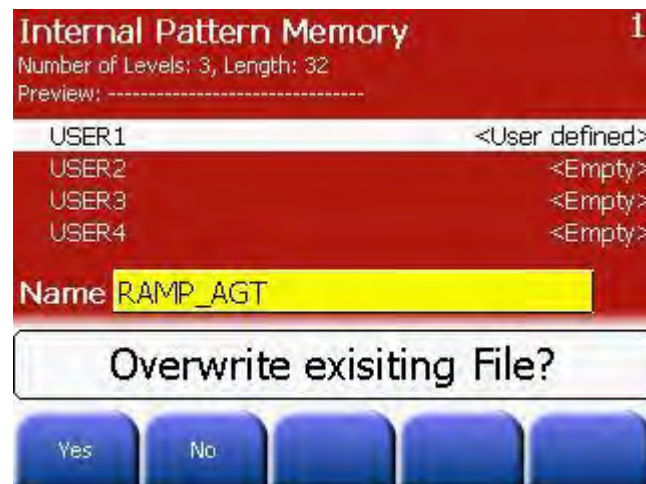 Internal Pattern Memory 1
Number of Levels: 3, Length: 32
Preview: --------------------------------
USER1 <User defined>
USER2 <Empty>
USER3 <Empty>
USER4 <Empty>
Name RAMP_AGT
Overwrite exisiting File?
Yes No